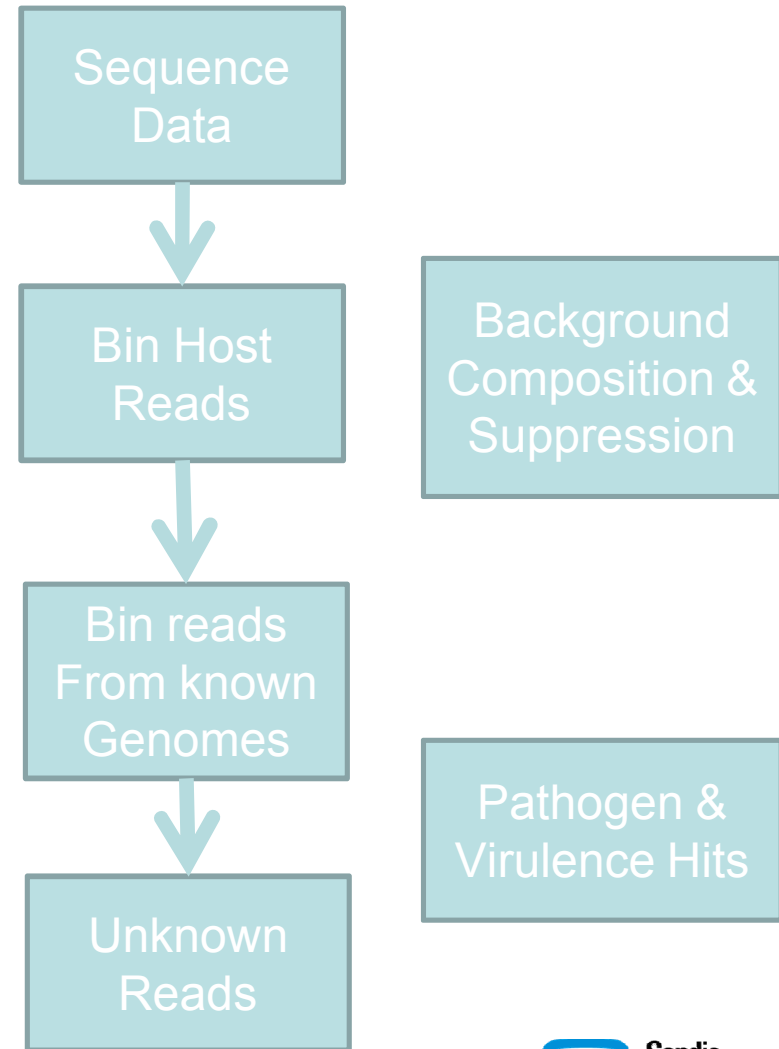 Sequence
Data
Bin Host
Reads
Background
Composition &
Suppression
Bin reads
From known
Genomes
Pathogen &
Virulence Hits
Unknown
Reads